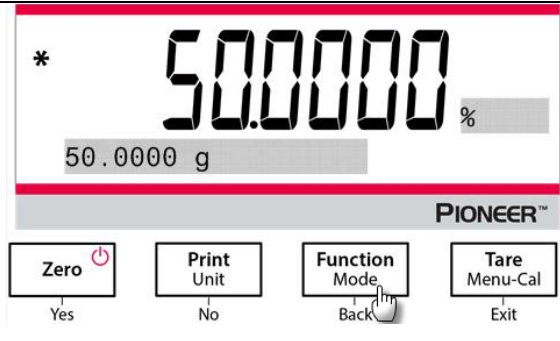 * 50.0000 %
50.0000 g
PIONEER™
Zero Print Function Tare
Unit Mode Menu-Cal
Yes No Back Exit